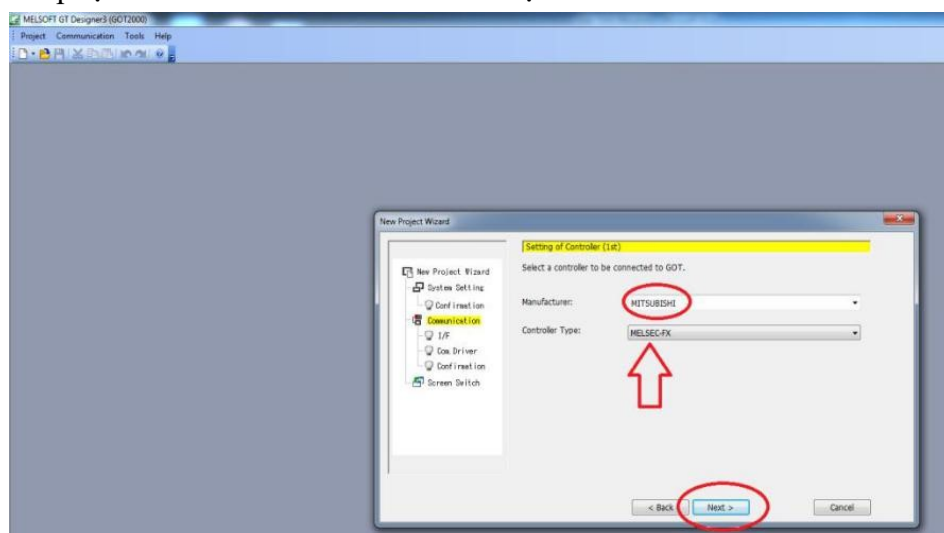 MELSOFT GT Designer3 (GOT2000)
Project Communication Tools Help
New Project Wizard
Setting of Controller (1st)
Select a controller to be connected to GOT.
New Project Wizard
System Setting
Confirmation
Communication
I/F
Com.Driver
Confirmation
Screen Switch
Manufacturer: MITSUBISHI
Controller Type: MELSEC-FX
< Back Next > Cancel